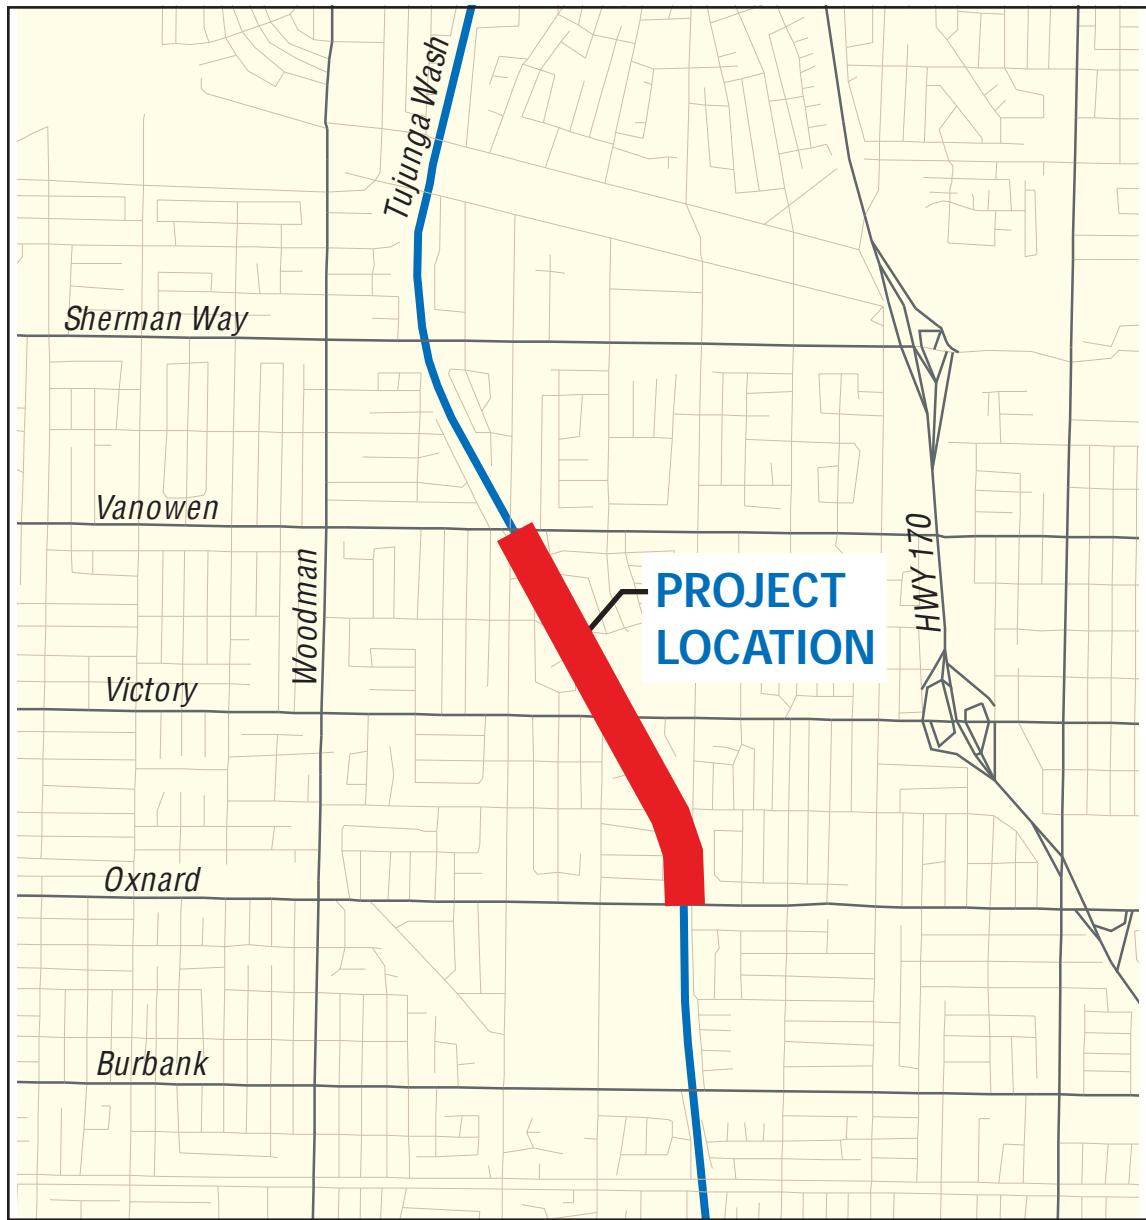 Tujunga Wash
Sherman Way
Vanowen
HWY 170
Woodman
PROJECT
LOCATION
Victory
Oxnard
Burbank